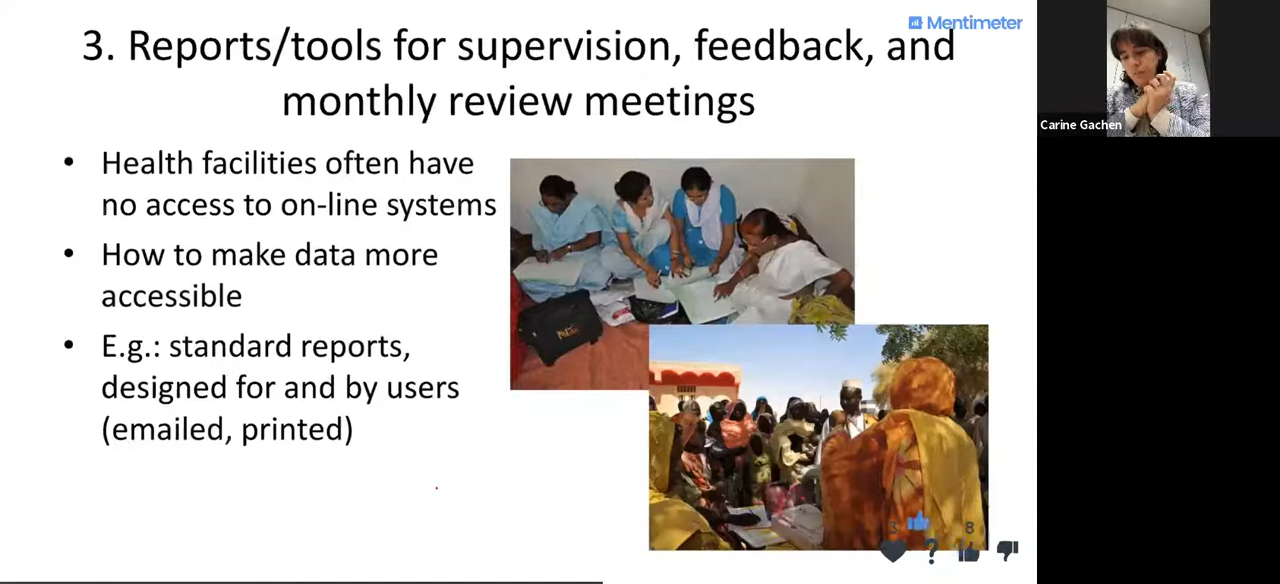 Mentimeter
3. Reports/tools for supervision, feedback, and
monthly review meetings
Carine Gachen
• Health facilities often have
no access to on-line systems
• How to make data more
accessible
• E.g.: standard reports,
designed for and by users
(emailed, printed)
3
?
8